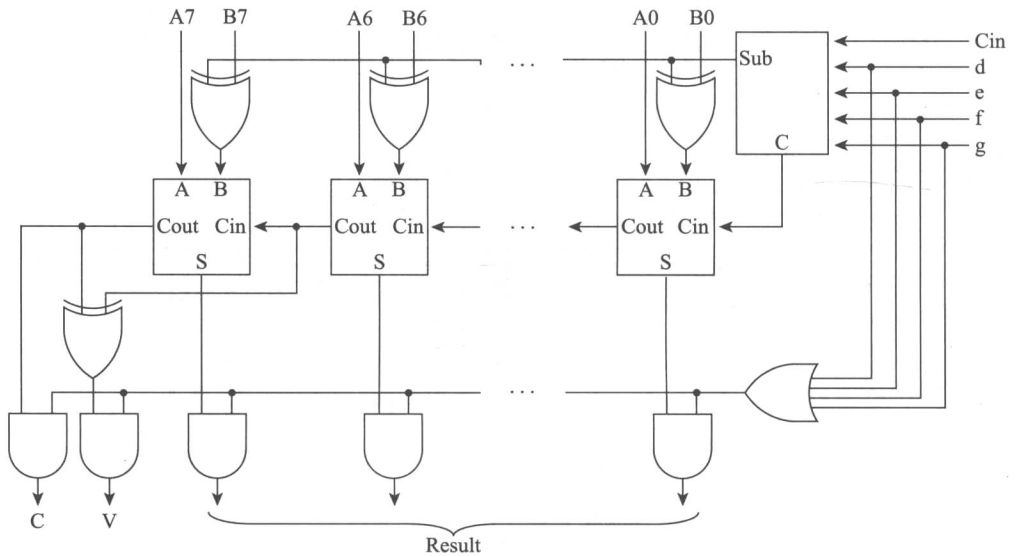 A7 B7 A6 B6 A0 B0
Cin
Sub d
e
f
C g
A B A B A B
Cout Cin Cout Cin ... Cout Cin
S S S
...
...
C V
Result